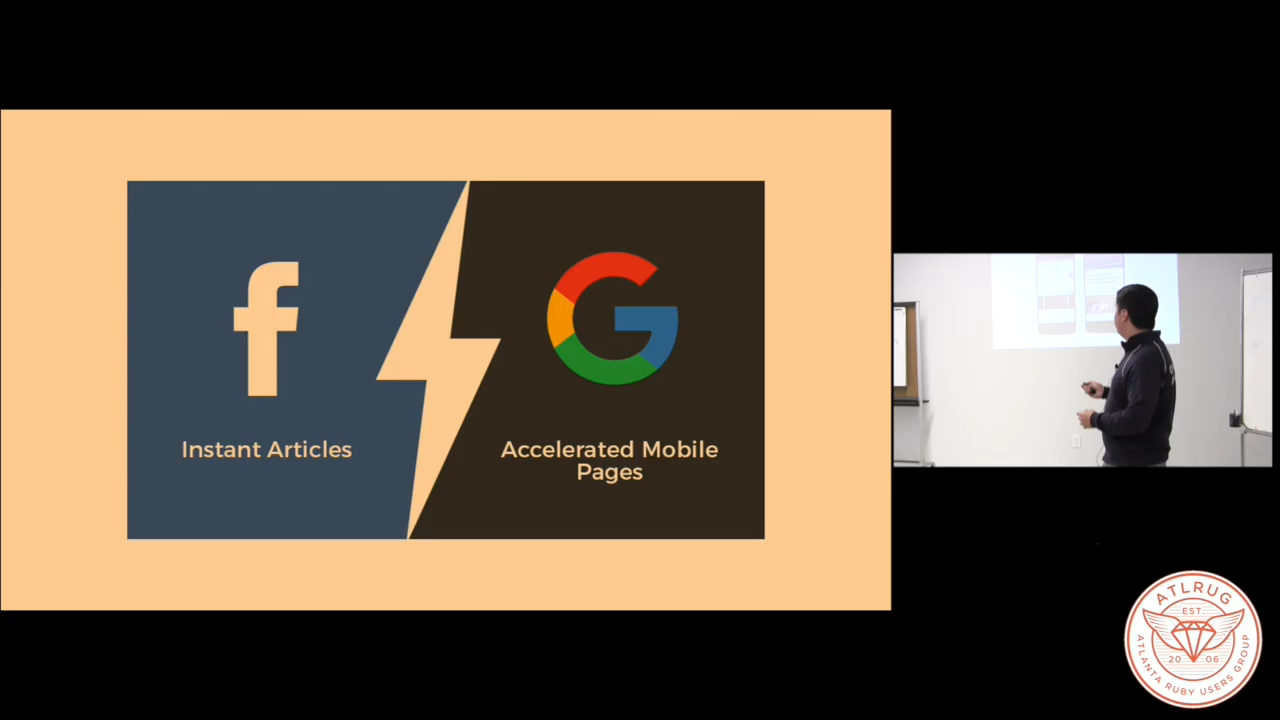 Instant Articles
Accelerated Mobile
Pages
ATLRUG
EST.
20 06
ATLANTA RUBY USERS GROUP